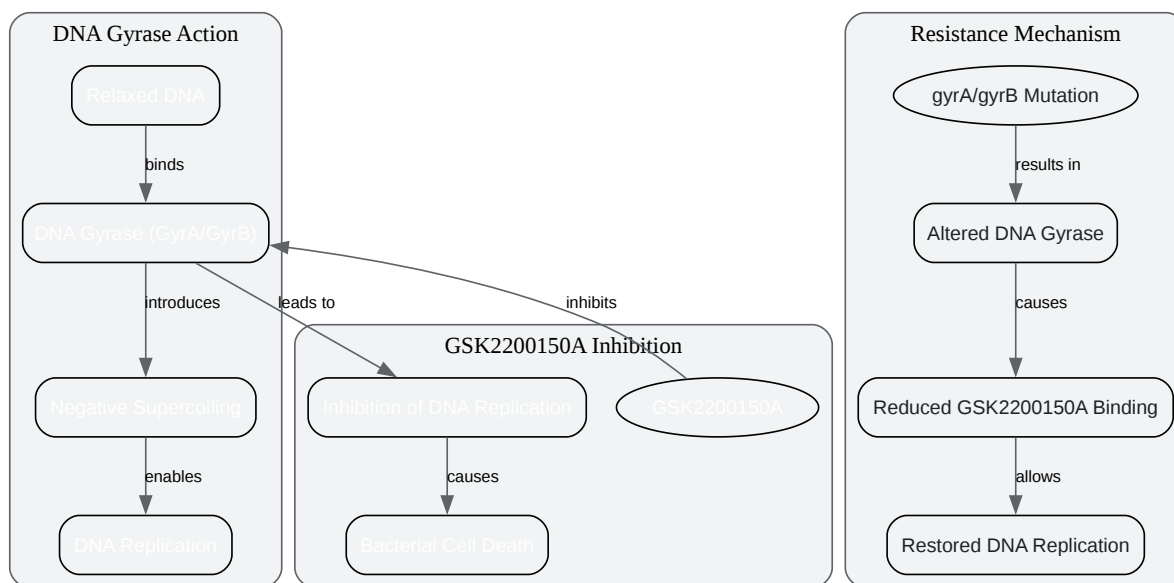 DNA Gyrase Action
Relaxed DNA
binds
DNA Gyrase (GyrA/GyrB)
introduces
leads to
Negative Supercoiling
enables
DNA Replication
GSK2200150A Inhibition
inhibits
Inhibition of DNA Replication
GSK2200150A
causes
Bacterial Cell Death
Resistance Mechanism
gyrA/gyrB Mutation
results in
Altered DNA Gyrase
causes
Reduced GSK2200150A Binding
allows
Restored DNA Replication